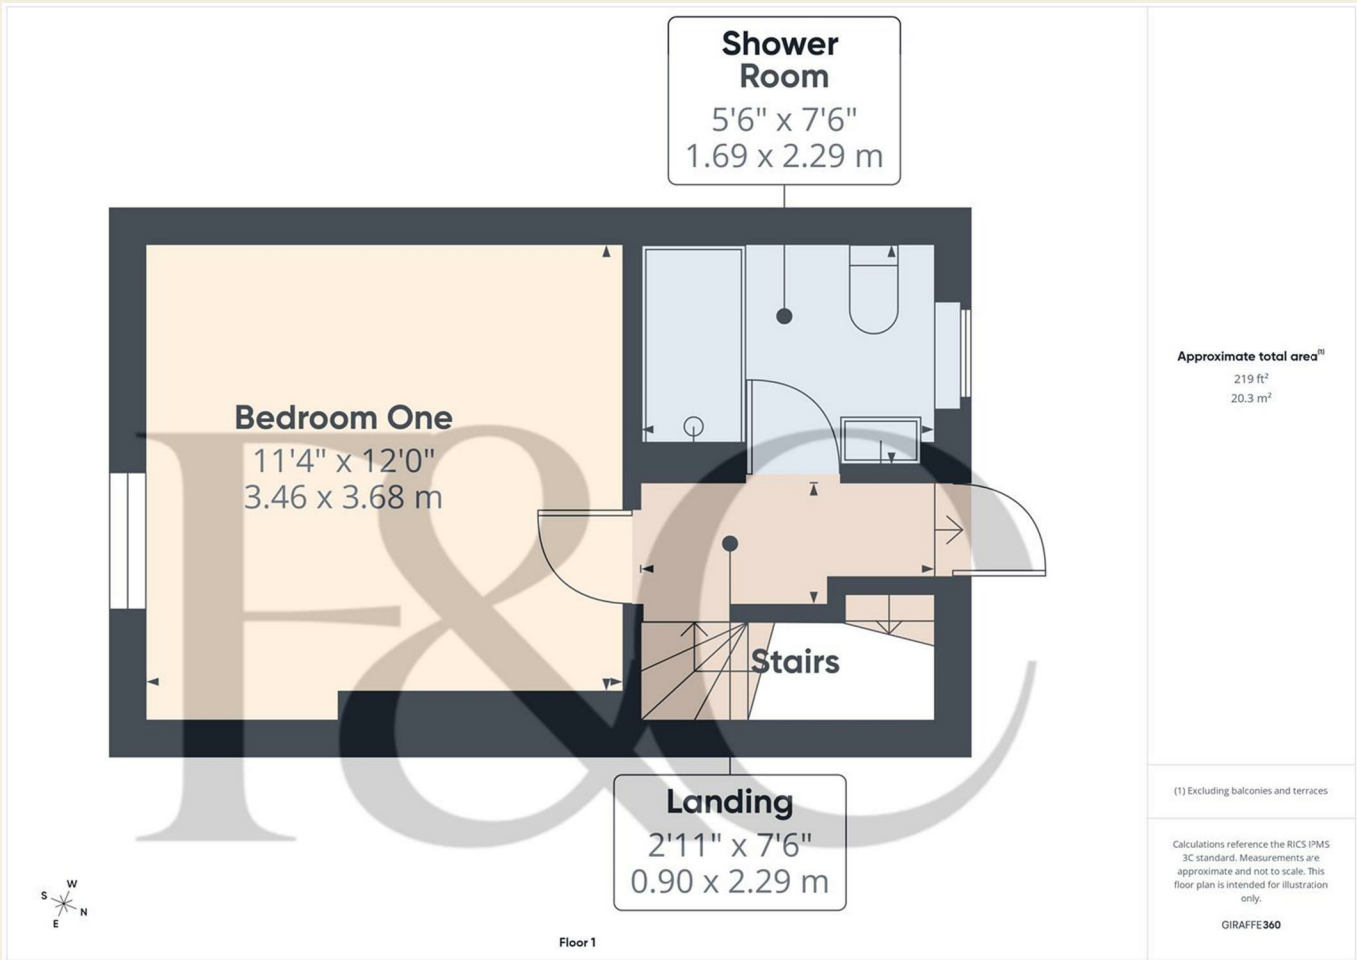 Shower
Room
5'6" x 7'6"
1.69 x 2.29 m
Bedroom One
11'4" x 12'0"
3.46 x 3.68 m
Stairs
Landing
2'11" x 7'6"
0.90 x 2.29 m
F&C
Approximate total area(1)
219 ft²
20.3 m²
(1) Excluding balconies and terraces
Calculations reference the RICS IPMS
3C standard. Measurements are
approximate and not to scale. This
floor plan is intended for illustration
only.
GIRAFFE360
W
S
N
E
Floor 1